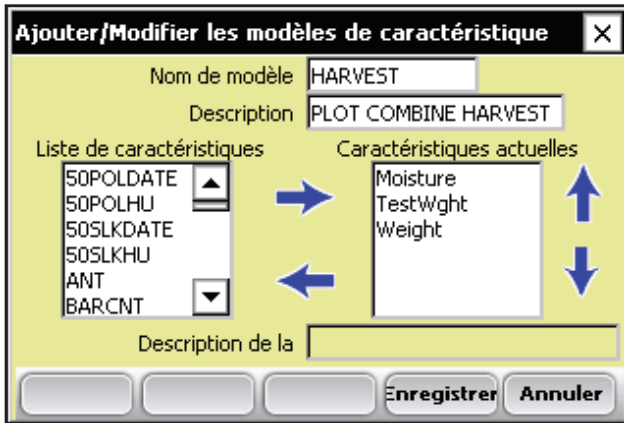 Ajouter/Modifier les modèles de caractéristique
Nom de modèle HARVEST
Description PLOT COMBINE HARVEST
Liste de caractéristiques Caractéristiques actuelles
50POLDATE Moisture
50POLHU TestWght
50SLKDATE Weight
50SLKHU
ANT
BARCNT
Description de la
Enregistrer Annuler